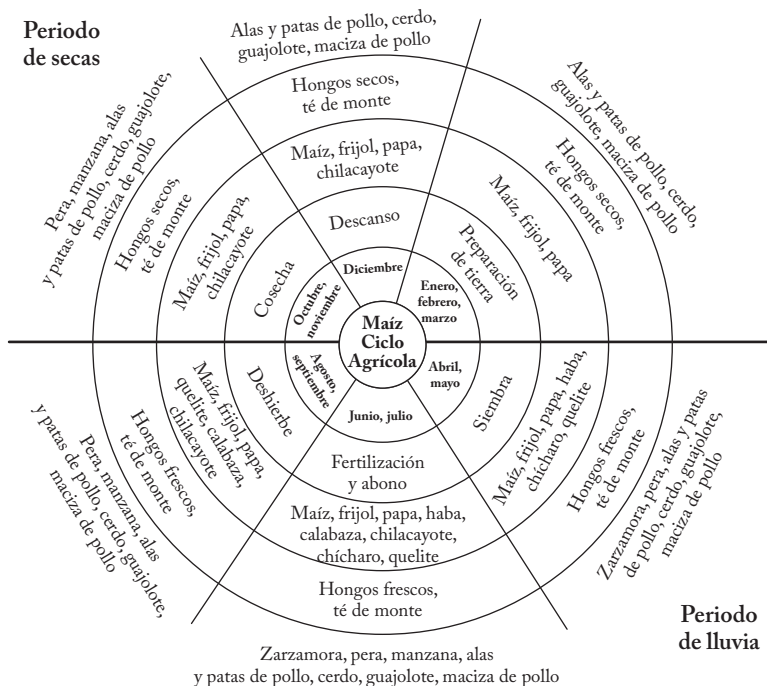 Periodo
de secas
Alas y patas de pollo, cerdo,
guajolote, maciza de pollo
Hongos secos,
té de monte
Maíz, frijol, papa,
chilacayote
Descanso
Diciembre
Alas y patas de pollo, cerdo,
guajolote, maciza de pollo
Hongos secos,
té de monte
Maíz, frijol, papa
Preparación
de tierra
Enero,
febrero,
marzo
Pera, manzana, alas
y patas de pollo, cerdo, guajolote,
maciza de pollo
Hongos secos,
té de monte
Maíz, frijol, papa,
chilacayote
Cosecha
Octubre,
noviembre
Maíz
Ciclo
Agrícola
Abril,
mayo
Siembra
Maíz, frijol, papa, haba,
chícharo, quelite
Hongos frescos,
té de monte
Zarzamora, pera, alas y patas
de pollo, cerdo, guajolote,
maciza de pollo
Agosto,
septiembre
Deshierbe
Maíz, frijol, papa,
quelite, calabaza,
chilacayote
Hongos frescos,
té de monte
Pera, manzana, alas
y patas de pollo, cerdo, guajolote,
maciza de pollo
Junio, julio
Fertilización
y abono
Maíz, frijol, papa, haba,
calabaza, chilacayote,
chícharo, quelite
Hongos frescos,
té de monte
Zarzamora, pera, manzana, alas
y patas de pollo, cerdo, guajolote, maciza de pollo
Periodo
de lluvia